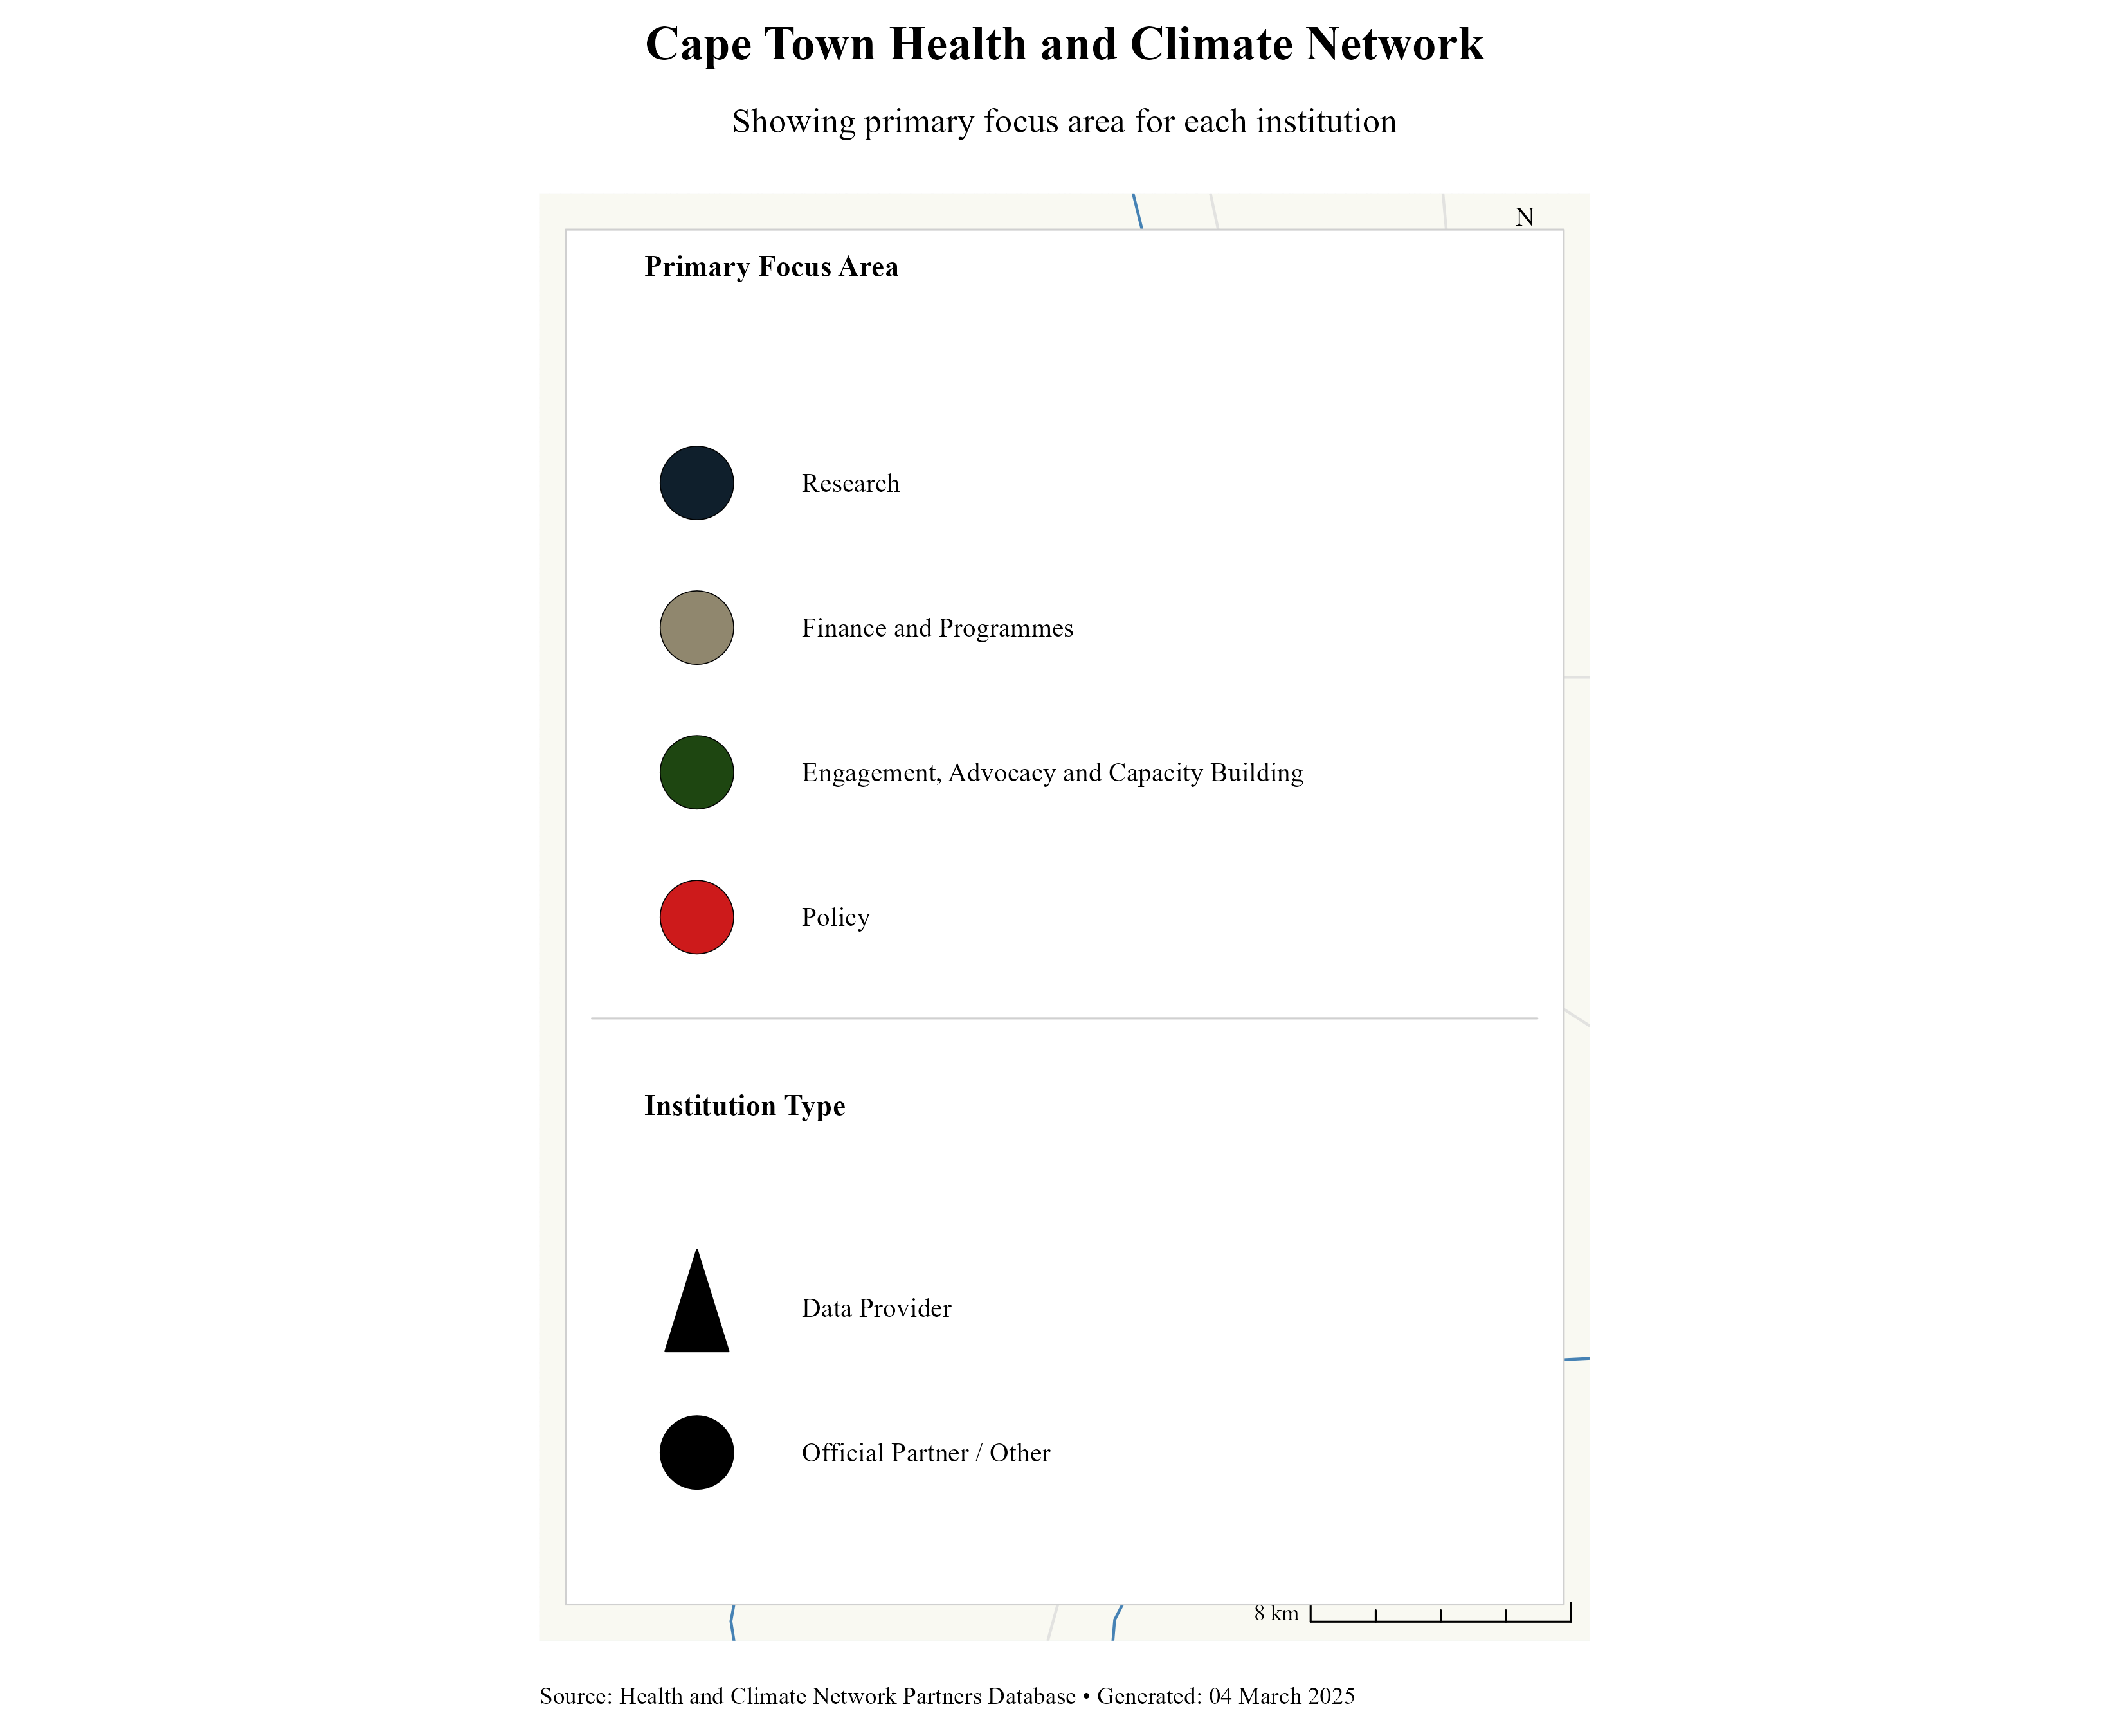 Cape Town Health and Climate Network
Showing primary focus area for each institution
N
Primary Focus Area
Research
Finance and Programmes
Engagement, Advocacy and Capacity Building
Policy
Institution Type
Data Provider
Official Partner / Other
8 km
Source: Health and Climate Network Partners Database • Generated: 04 March 2025